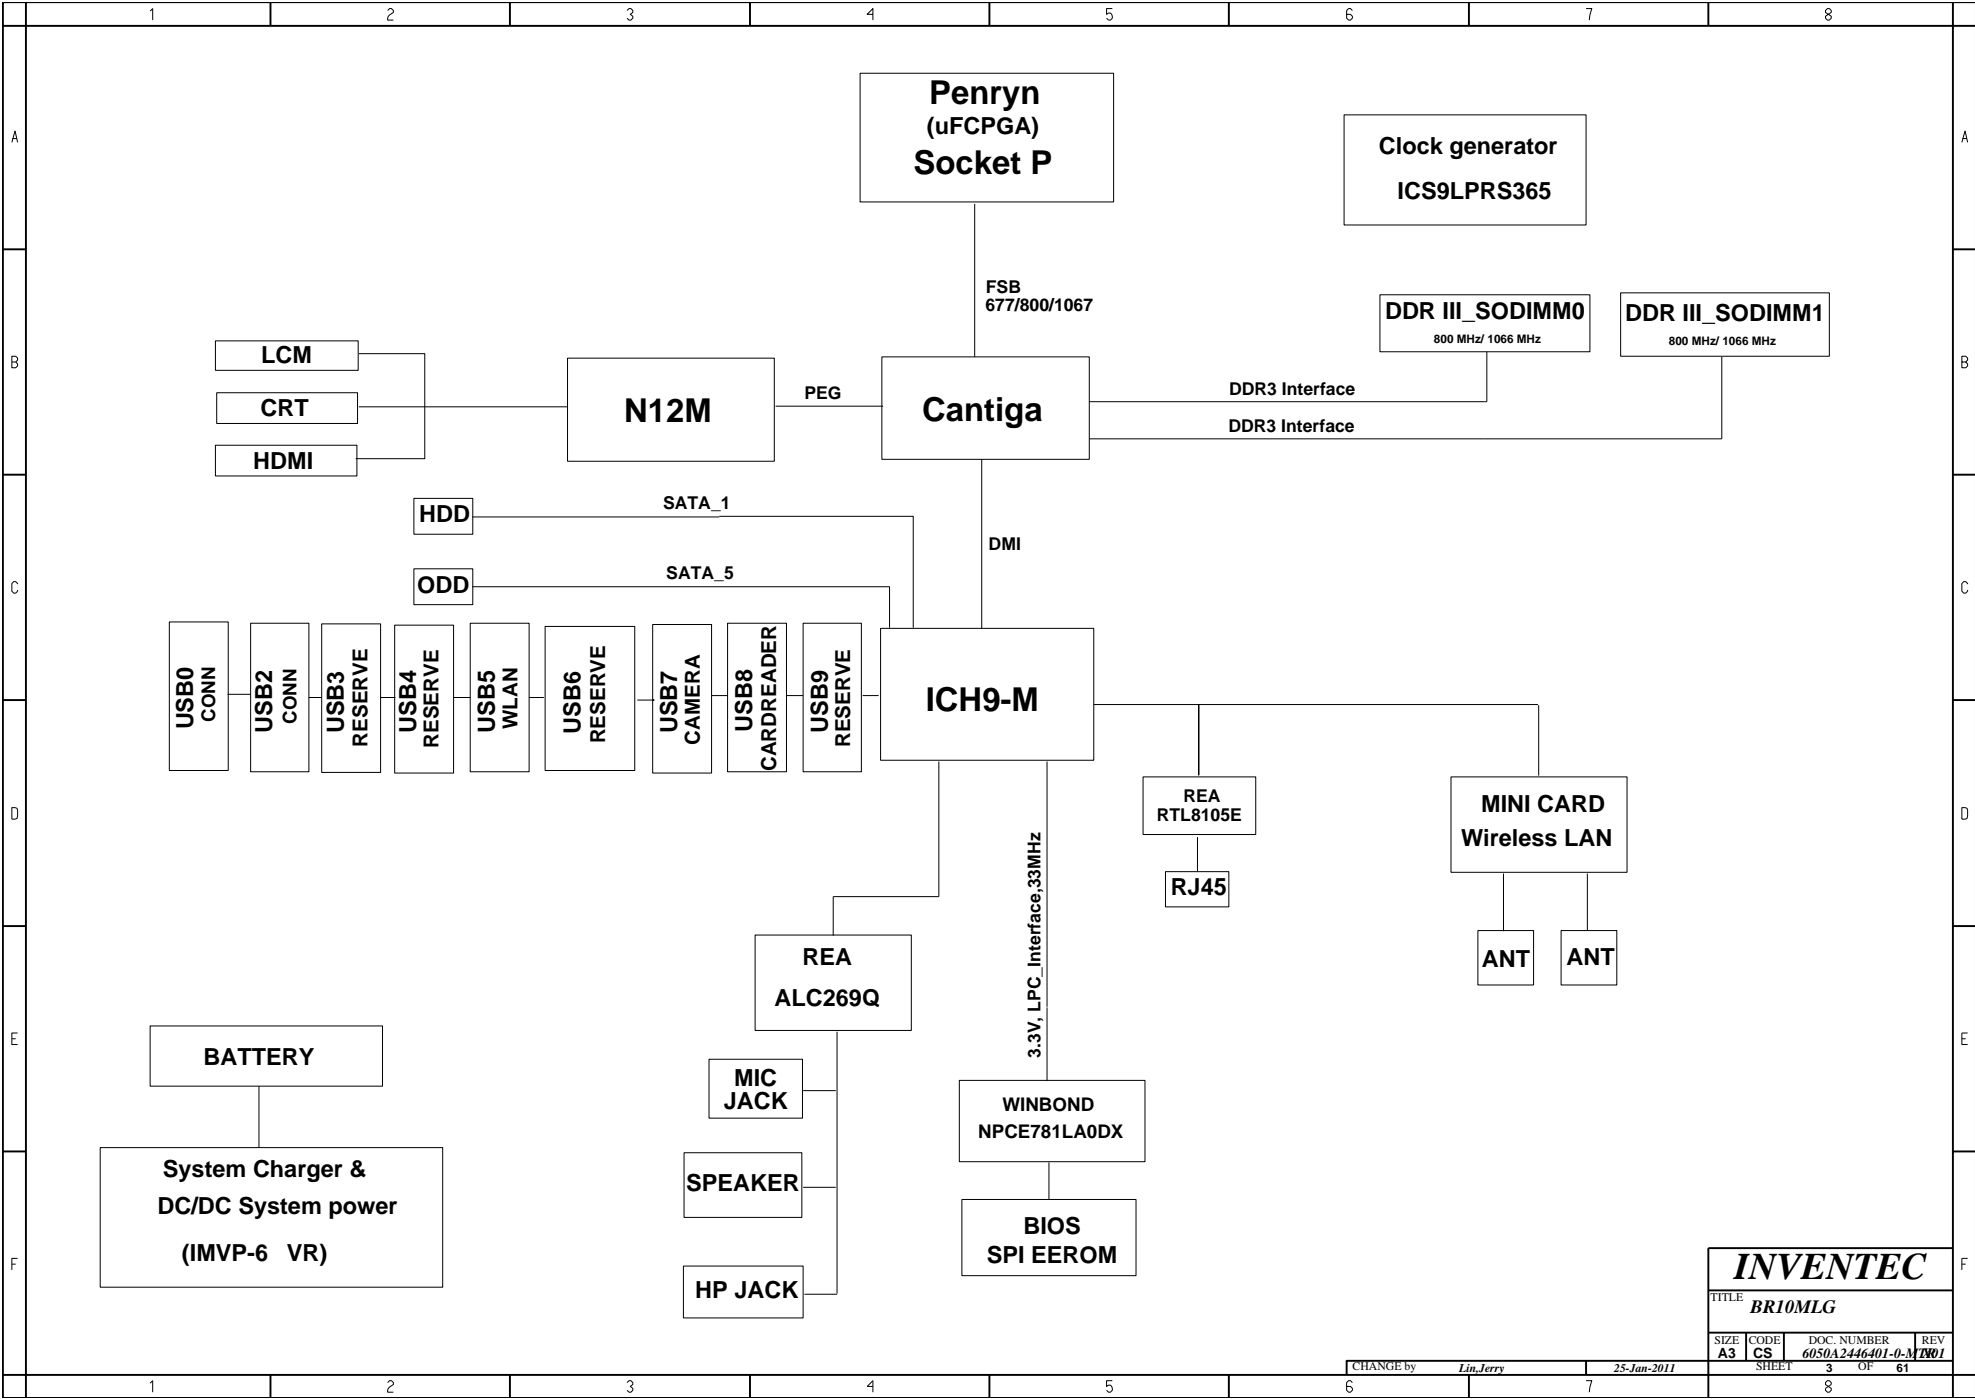 1 2 3 4 5 6 7 8
A A
B B
C C
D D
E E
F F
Penryn
(uFCPGA)
Socket P
Clock generator
ICS9LPRS365
FSB
677/800/1067
DDR III_SODIMM0
800 MHz/ 1066 MHz
DDR III_SODIMM1
800 MHz/ 1066 MHz
LCM
CRT
HDMI
N12M
PEG
Cantiga
DDR3 Interface
DDR3 Interface
HDD
SATA_1
DMI
ODD
SATA_5
USB0
CONN
USB2
CONN
USB3
RESERVE
USB4
RESERVE
USB5
WLAN
USB6
RESERVE
USB7
CAMERA
USB8
CARDREADER
USB9
RESERVE
ICH9-M
REA
RTL8105E
RJ45
MINI CARD
Wireless LAN
ANT
ANT
3.3V, LPC_Interface,33MHz
REA
ALC269Q
MIC
JACK
SPEAKER
HP JACK
WINBOND
NPCE781LA0DX
BIOS
SPI EEROM
BATTERY
System Charger &
DC/DC System power
(IMVP-6 VR)
INVENTEC
TITLE
BR10MLG
SIZE CODE DOC. NUMBER REV
A3 CS 6050A2446401-0-MTR
CHANGE by Lin,Jerry 25-Jan-2011 SHEET 3 OF 61
1 2 3 4 5 6 7 8